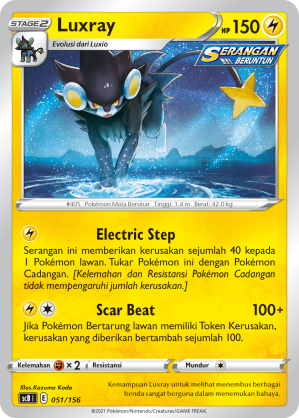 STAGE2 Luxray HP 150
Evolusi dari Luxio
SERANGAN
BERUNTUN
#405 Pokémon Mata Bersinar Tinggi: 1.4 m Berat: 42.0 kg
Electric Step
Serangan ini memberikan kerusakan sejumlah 40 kepada
1 Pokémon lawan. Tukar Pokémon ini dengan Pokémon
Cadangan. [Kelemahan dan Resistansi Pokémon Cadangan
tidak mempengaruhi jumlah kerusakan.]
Scar Beat 100+
Jika Pokémon Bertarung lawan memiliki Token Kerusakan,
kerusakan yang diberikan bertambah sejumlah 100.
Kelemahan ×2 Resistansi Mundur
Illus.Kazuma Koda
sc3 I E 051/156
Kemampuan Luxray untuk melihat menembus berbagai
benda sangat berguna dalam menemukan hal berbahaya.
©2021 Pokémon/Nintendo/Creatures/GAME FREAK.